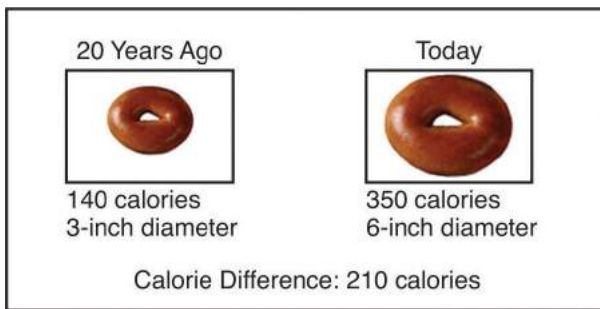 20 Years Ago
Today
140 calories
3-inch diameter
350 calories
6-inch diameter
Calorie Difference: 210 calories